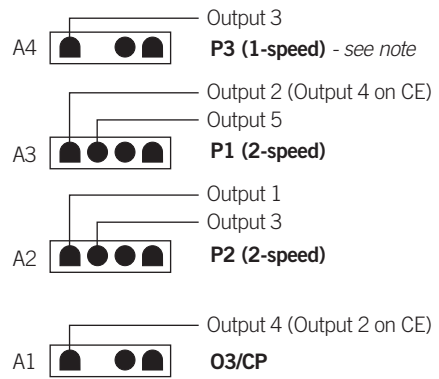 Output 3
A4 P3 (1-speed) - see note
Output 2 (Output 4 on CE)
Output 5
A3 P1 (2-speed)
Output 1
Output 3
A2 P2 (2-speed)
Output 4 (Output 2 on CE)
A1 O3/CP